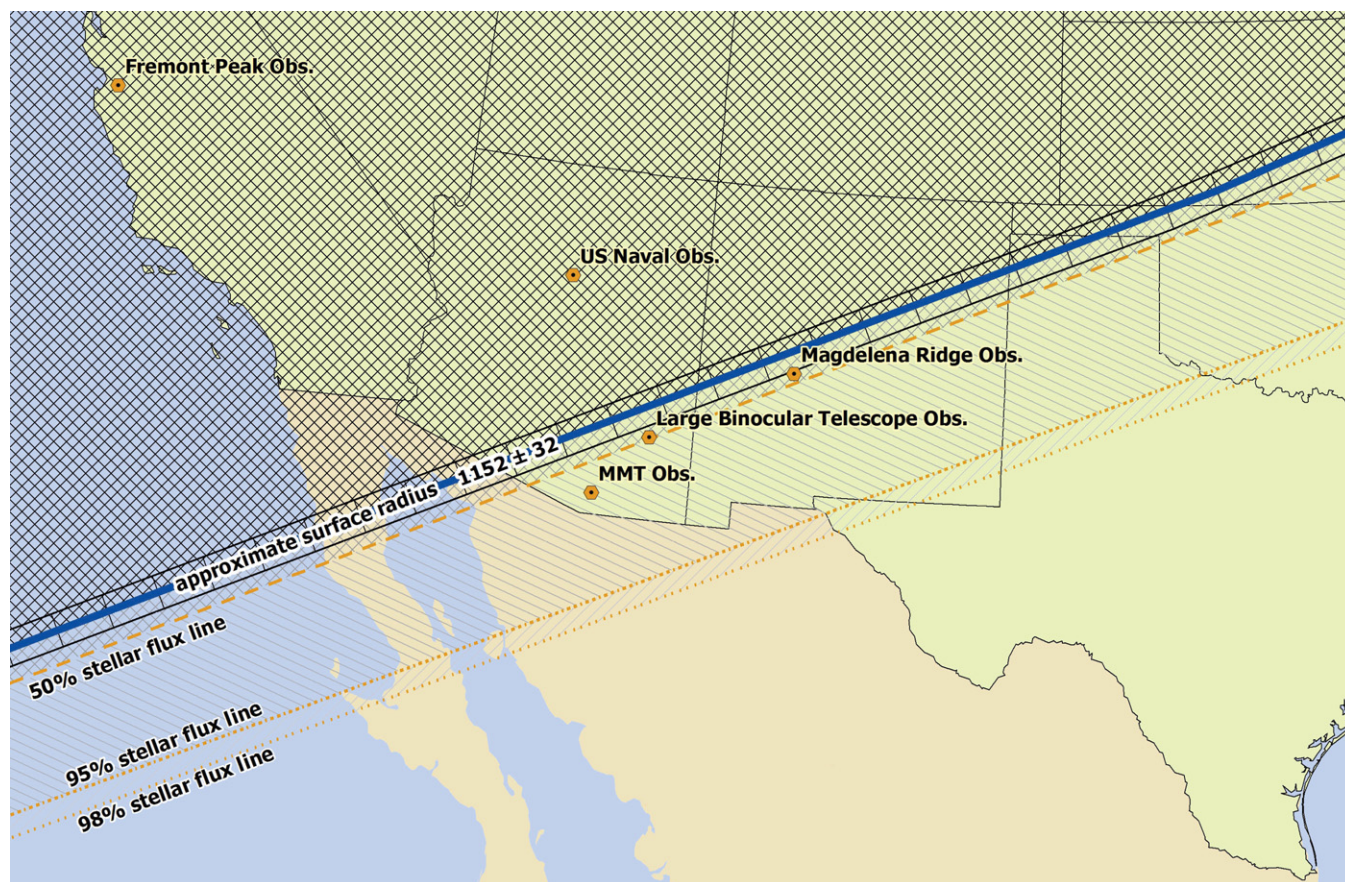 Fremont Peak Obs.
US Naval Obs.
Magdelena Ridge Obs.
Large Binocular Telescope Obs.
MMT Obs.
approximate surface radius 1152 ± 32
50% stellar flux line
95% stellar flux line
98% stellar flux line